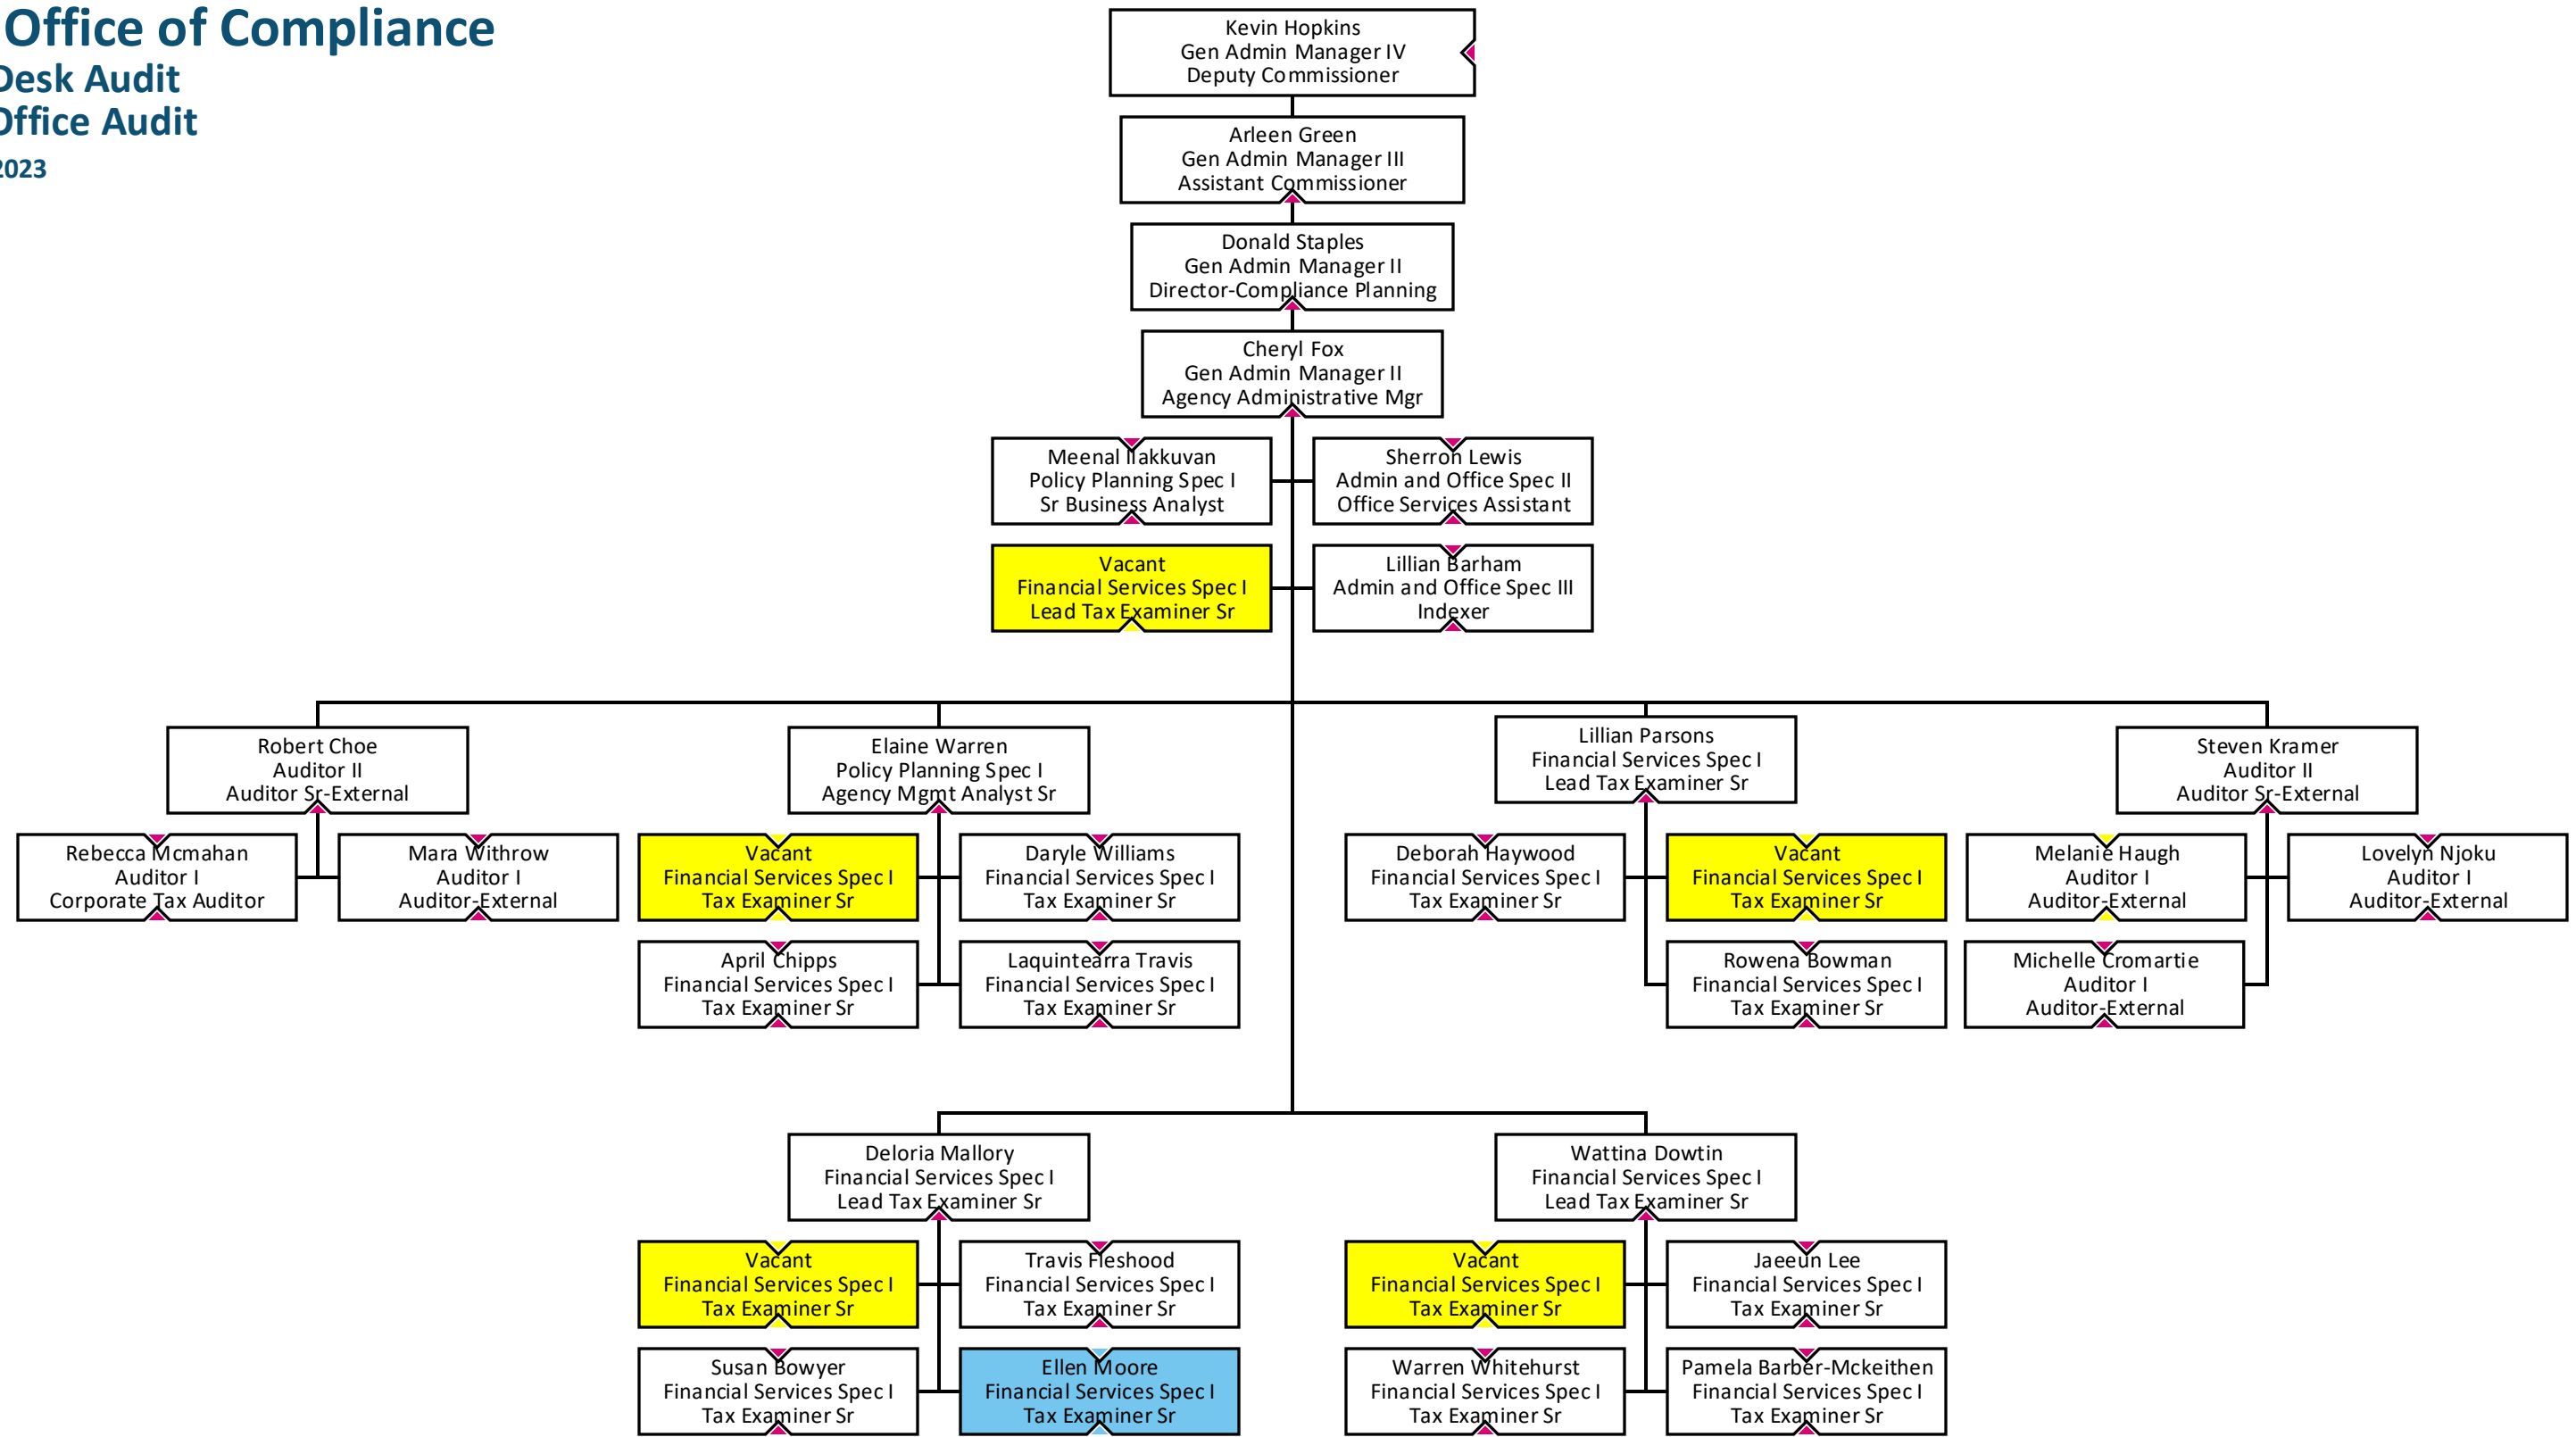 Office of Compliance
Desk Audit
Office Audit
2023
Kevin Hopkins
Gen Admin Manager IV
Deputy Commissioner
Arleen Green
Gen Admin Manager III
Assistant Commissioner
Donald Staples
Gen Admin Manager II
Director-Compliance Planning
Cheryl Fox
Gen Admin Manager II
Agency Administrative Mgr
Meenal Ilakkuvan
Policy Planning Spec I
Sr Business Analyst
Sherron Lewis
Admin and Office Spec II
Office Services Assistant
Vacant
Financial Services Spec I
Lead Tax Examiner Sr
Lillian Barham
Admin and Office Spec III
Indexer
Robert Choe
Auditor II
Auditor Sr-External
Elaine Warren
Policy Planning Spec I
Agency Mgmt Analyst Sr
Lillian Parsons
Financial Services Spec I
Lead Tax Examiner Sr
Steven Kramer
Auditor II
Auditor Sr-External
Rebecca Mcmahan
Auditor I
Corporate Tax Auditor
Mara Withrow
Auditor I
Auditor-External
Vacant
Financial Services Spec I
Tax Examiner Sr
Daryle Williams
Financial Services Spec I
Tax Examiner Sr
Deborah Haywood
Financial Services Spec I
Tax Examiner Sr
Vacant
Financial Services Spec I
Tax Examiner Sr
Melanie Haugh
Auditor I
Auditor-External
Lovelyn Njoku
Auditor I
Auditor-External
April Chipps
Financial Services Spec I
Tax Examiner Sr
Laquintearra Travis
Financial Services Spec I
Tax Examiner Sr
Rowena Bowman
Financial Services Spec I
Tax Examiner Sr
Michelle Cromartie
Auditor I
Auditor-External
Deloria Mallory
Financial Services Spec I
Lead Tax Examiner Sr
Wattina Dowtin
Financial Services Spec I
Lead Tax Examiner Sr
Vacant
Financial Services Spec I
Tax Examiner Sr
Travis Fleshood
Financial Services Spec I
Tax Examiner Sr
Vacant
Financial Services Spec I
Tax Examiner Sr
Jaeeun Lee
Financial Services Spec I
Tax Examiner Sr
Susan Bowyer
Financial Services Spec I
Tax Examiner Sr
Ellen Moore
Financial Services Spec I
Tax Examiner Sr
Warren Whitehurst
Financial Services Spec I
Tax Examiner Sr
Pamela Barber-Mckeithen
Financial Services Spec I
Tax Examiner Sr